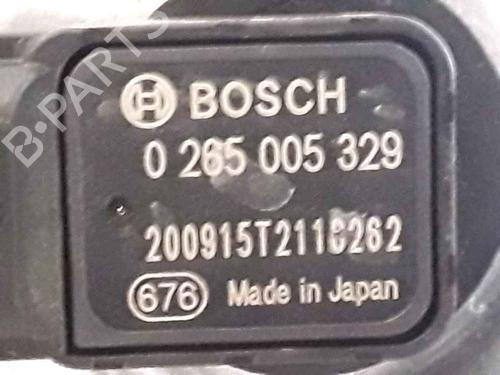 BOSCH
0 265 005 329
200915T211C262
676 Made in Japan
B-PARTS